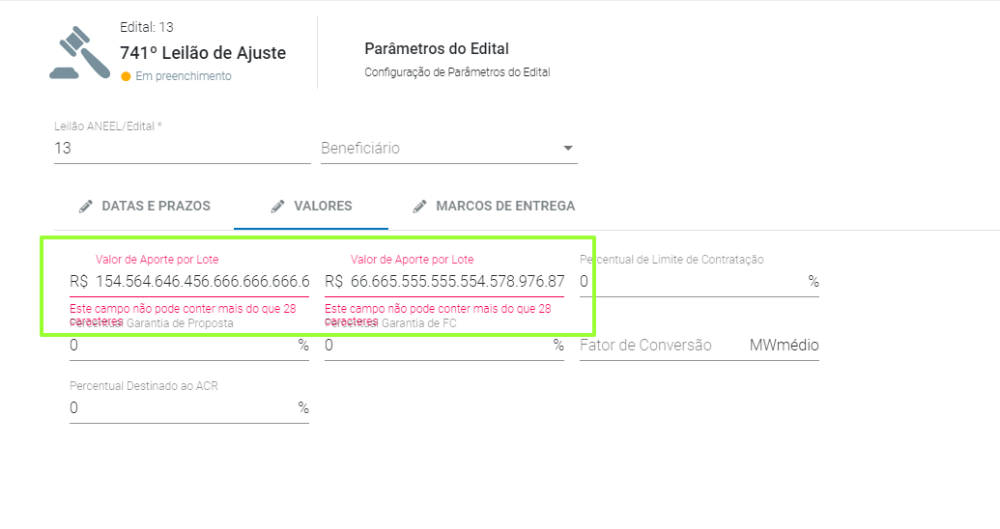 Edital: 13
741º Leilão de Ajuste
Em preenchimento
Parâmetros do Edital
Configuração de Parâmetros do Edital
Leilão ANEEL/Edital *
13
Beneficiário
DATAS E PRAZOS
VALORES
MARCOS DE ENTREGA
Valor de Aporte por Lote
Valor de Aporte por Lote
Percentual de Limite de Contratação
R$ 154.564.646.456.666.666.666.6
R$ 66.665.555.555.554.578.976.87
0 %
Este campo não pode conter mais do que 28
caracteres
Este campo não pode conter mais do que 28
caracteres
Percentual Garantia de Proposta
Percentual Garantia de FC
0 %
0 %
Fator de Conversão MWmédio
Percentual Destinado ao ACR
0 %